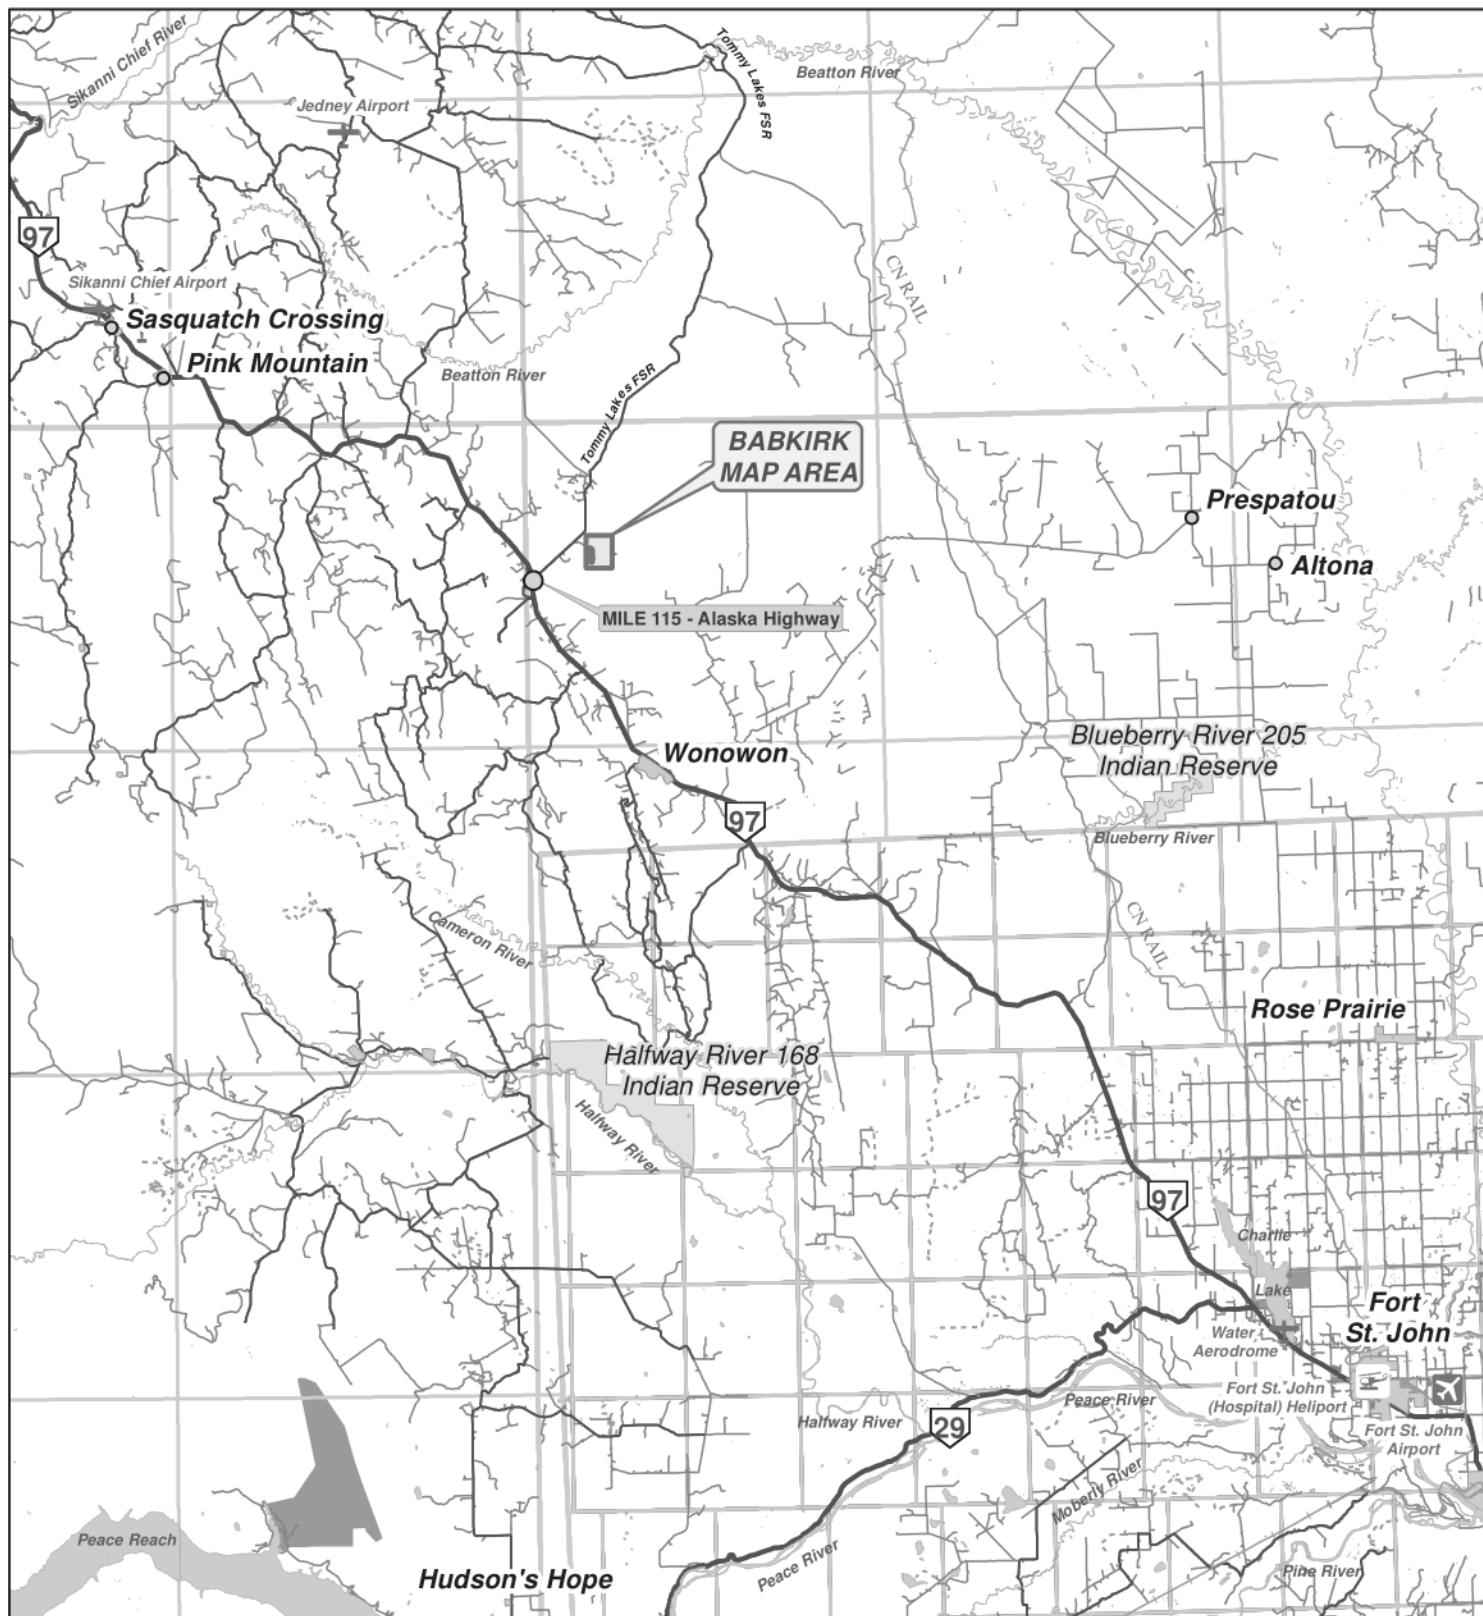 Sikanni Chief River
Tommy Lakes FSR
Beatton River
Jedney Airport
97
CN RAIL
Sikanni Chief Airport
Sasquatch Crossing
Pink Mountain
Beatton River
Tommy Lakes FSR
BABKIRK
MAP AREA
Prespatou
Altona
MILE 115 - Alaska Highway
Wonowon
Blueberry River 205
Indian Reserve
97
Blueberry River
Cameron River
CN RAIL
Rose Prairie
Halfway River 168
Indian Reserve
Halfway River
97
Charlie
Lake
Fort
St. John
Water
Aerodrome
Fort St. John
(Hospital) Heliport
Peace River
Halfway River
29
Fort St. John
Airport
Moberly River
Peace Reach
Peace River
Pine River
Hudson's Hope